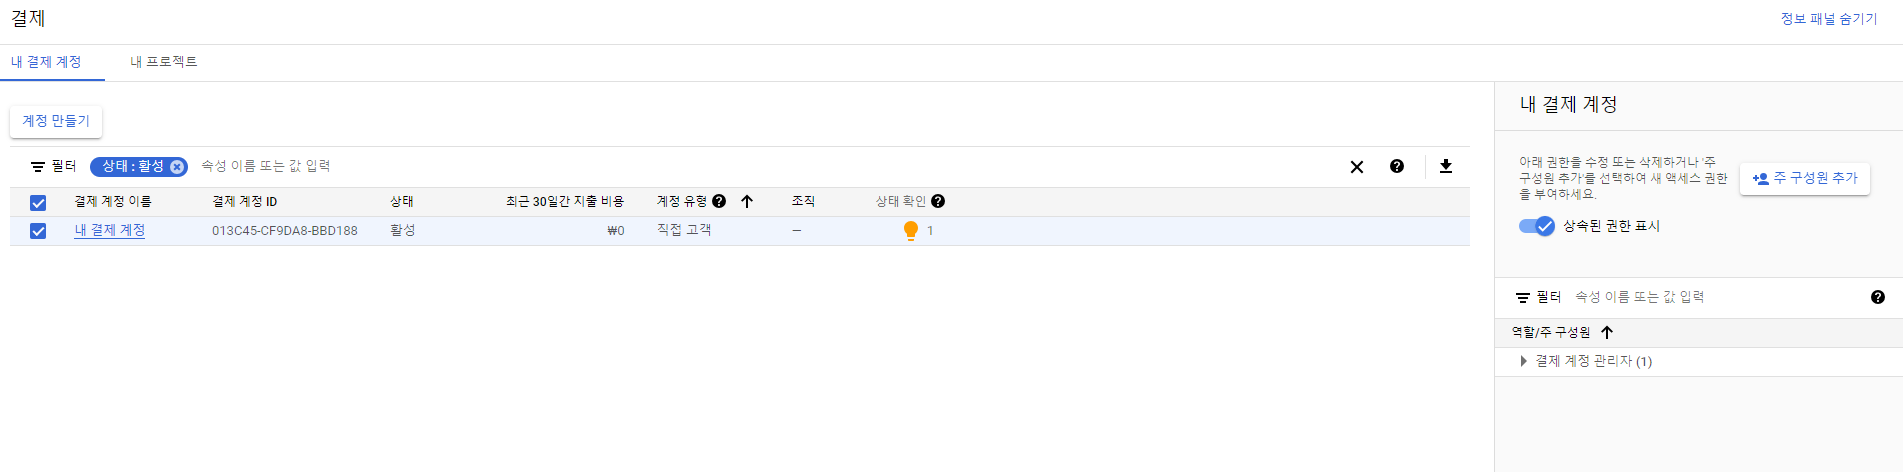 결제
정보 패널 숨기기
내 결제 계정
내 프로젝트
계정 만들기
필터 상태 : 활성 속성 이름 또는 값 입력
결제 계정 이름 결제 계정 ID 상태 최근 30일간 지출 비용 계정 유형 조직 상태 확인
내 결제 계정 013C45-CF9DA8-BBD188 활성 ₩0 직접 고객 — 1
내 결제 계정
아래 권한을 수정 또는 삭제하거나 '주
구성원 추가'를 선택하여 새 액세스 권한
을 부여하세요.
주 구성원 추가
상속된 권한 표시
필터 속성 이름 또는 값 입력
역할/주 구성원
결제 계정 관리자 (1)